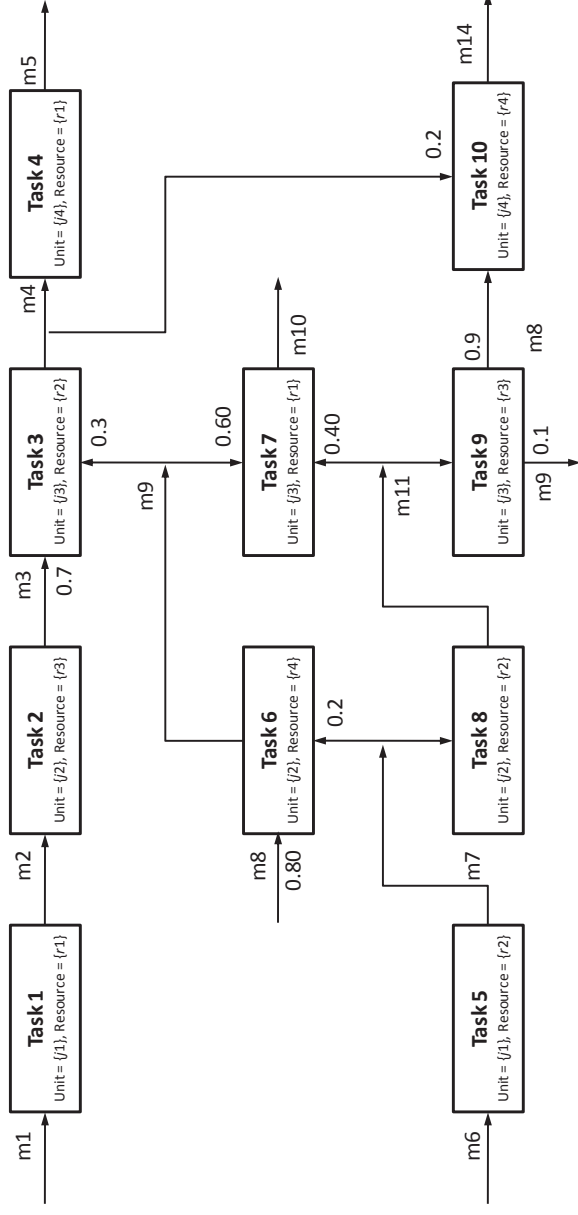 m1
Task 1
Unit = {j1}, Resource = {r1}
m2
Task 2
Unit = {j2}, Resource = {r3}
m3
0.7
Task 3
Unit = {j3}, Resource = {r2}
m4
Task 4
Unit = {j4}, Resource = {r1}
m5
m9
0.3
m8
0.80
Task 6
Unit = {j2}, Resource = {r4}
0.60
Task 7
Unit = {j3}, Resource = {r1}
m10
0.2
0.40
m11
0.2
m6
Task 5
Unit = {j1}, Resource = {r2}
m7
Task 8
Unit = {j2}, Resource = {r2}
Task 9
Unit = {j3}, Resource = {r3}
0.9
m8
Task 10
Unit = {j4}, Resource = {r4}
m14
m9
0.1